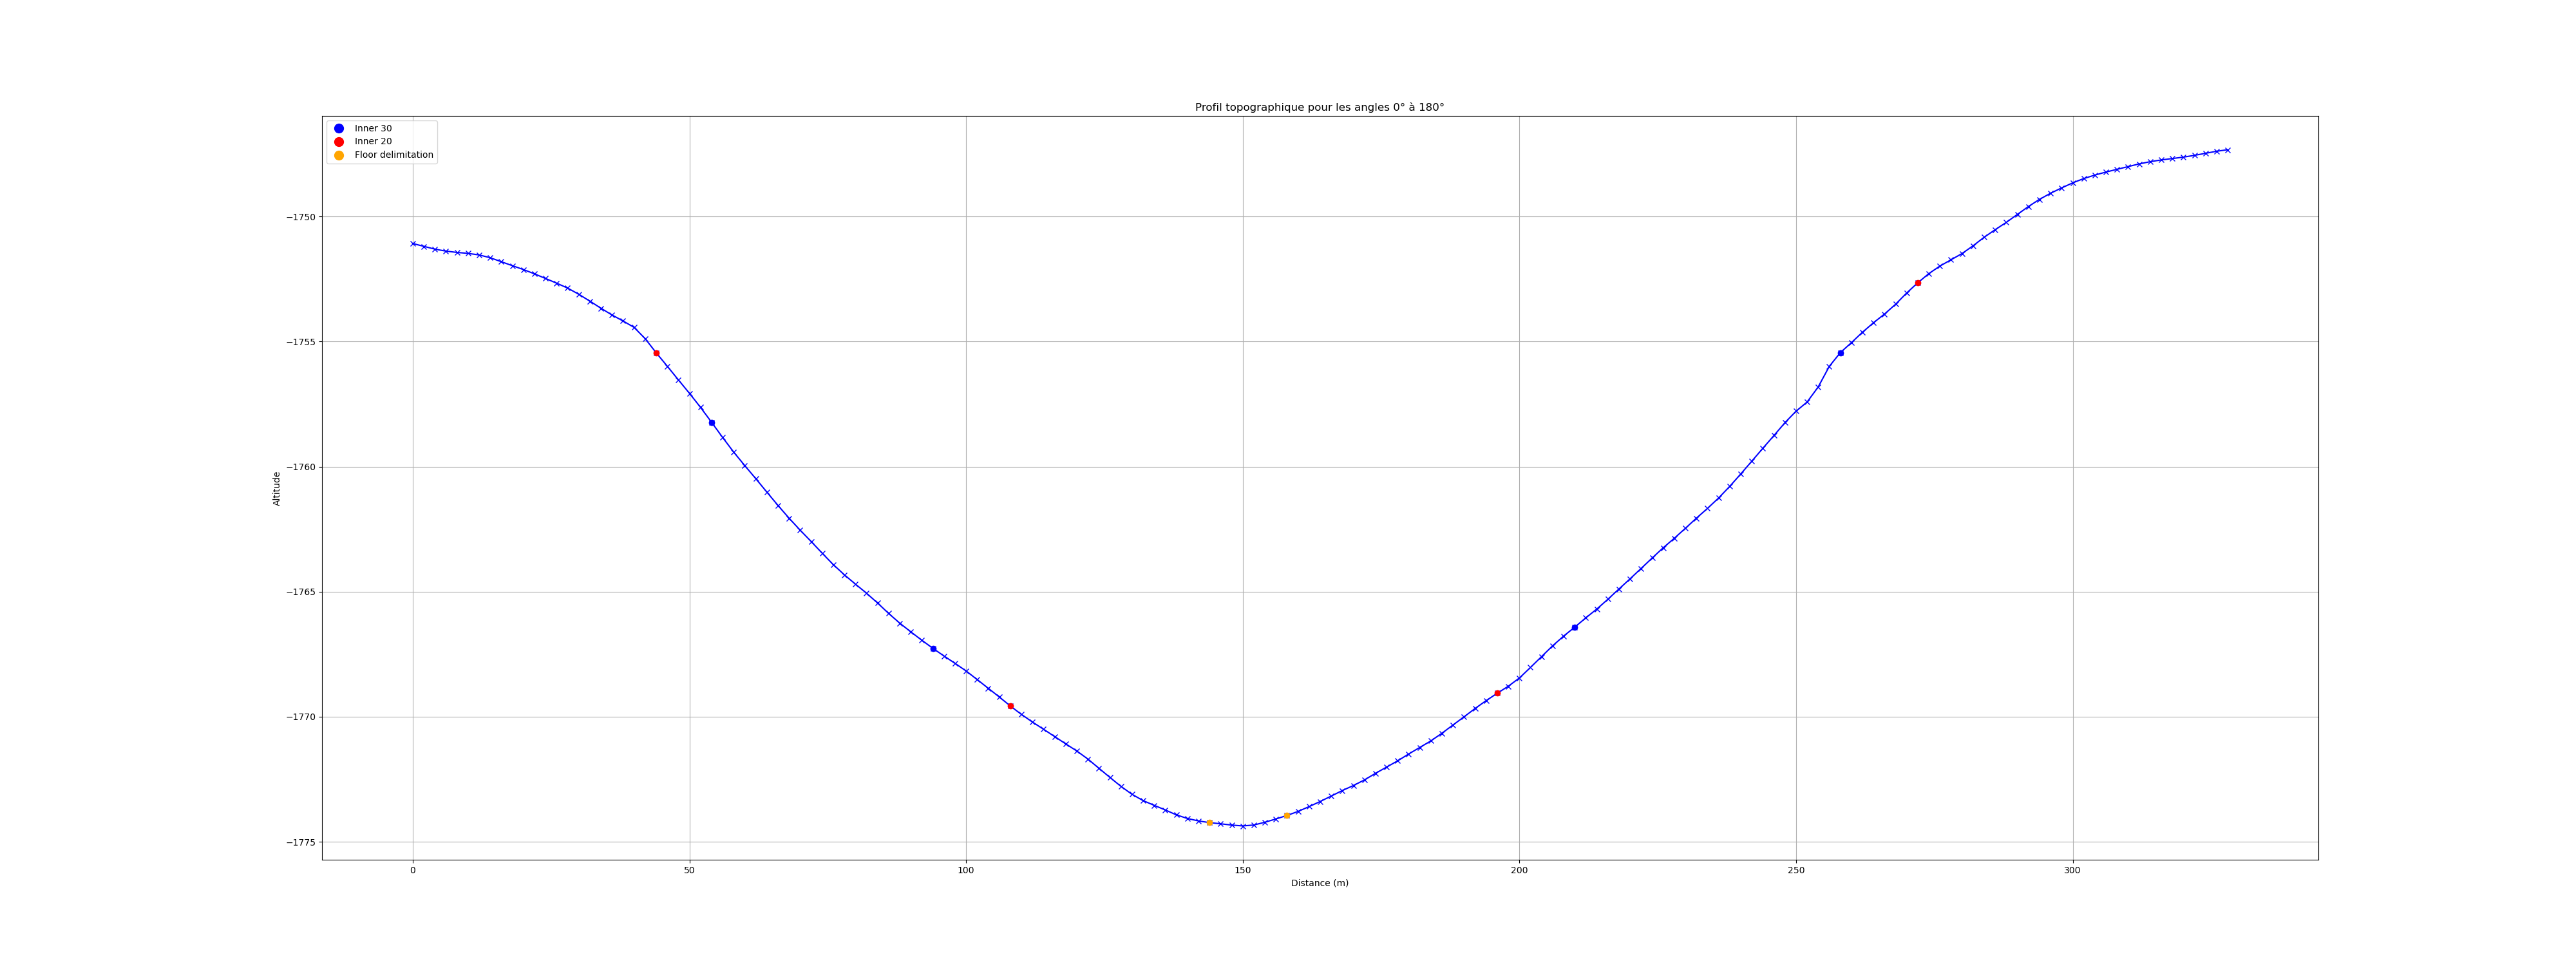 Profil topographique pour les angles 0° à 180°
Inner 30
Inner 20
Floor delimitation
−1750
−1755
−1760
−1765
−1770
−1775
Altitude
0 50 100 150 200 250 300
Distance (m)